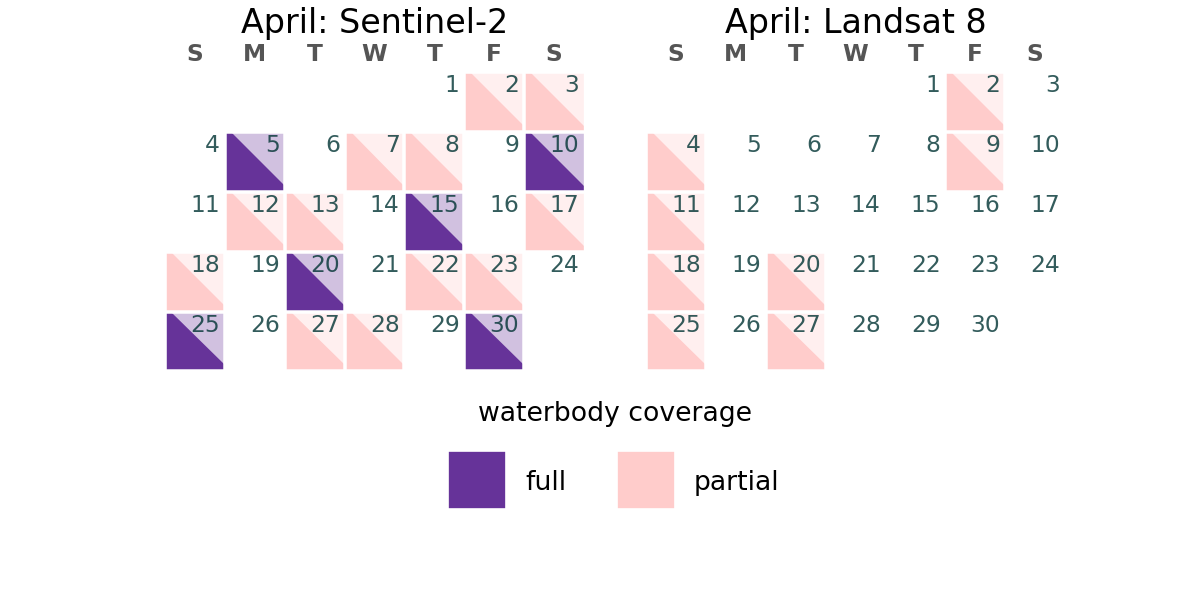 April: Sentinel-2
S M T W T F S
1 2 3
4 5 6 7 8 9 10
11 12 13 14 15 16 17
18 19 20 21 22 23 24
25 26 27 28 29 30
April: Landsat 8
S M T W T F S
1 2 3
4 5 6 7 8 9 10
11 12 13 14 15 16 17
18 19 20 21 22 23 24
25 26 27 28 29 30
waterbody coverage
full
partial